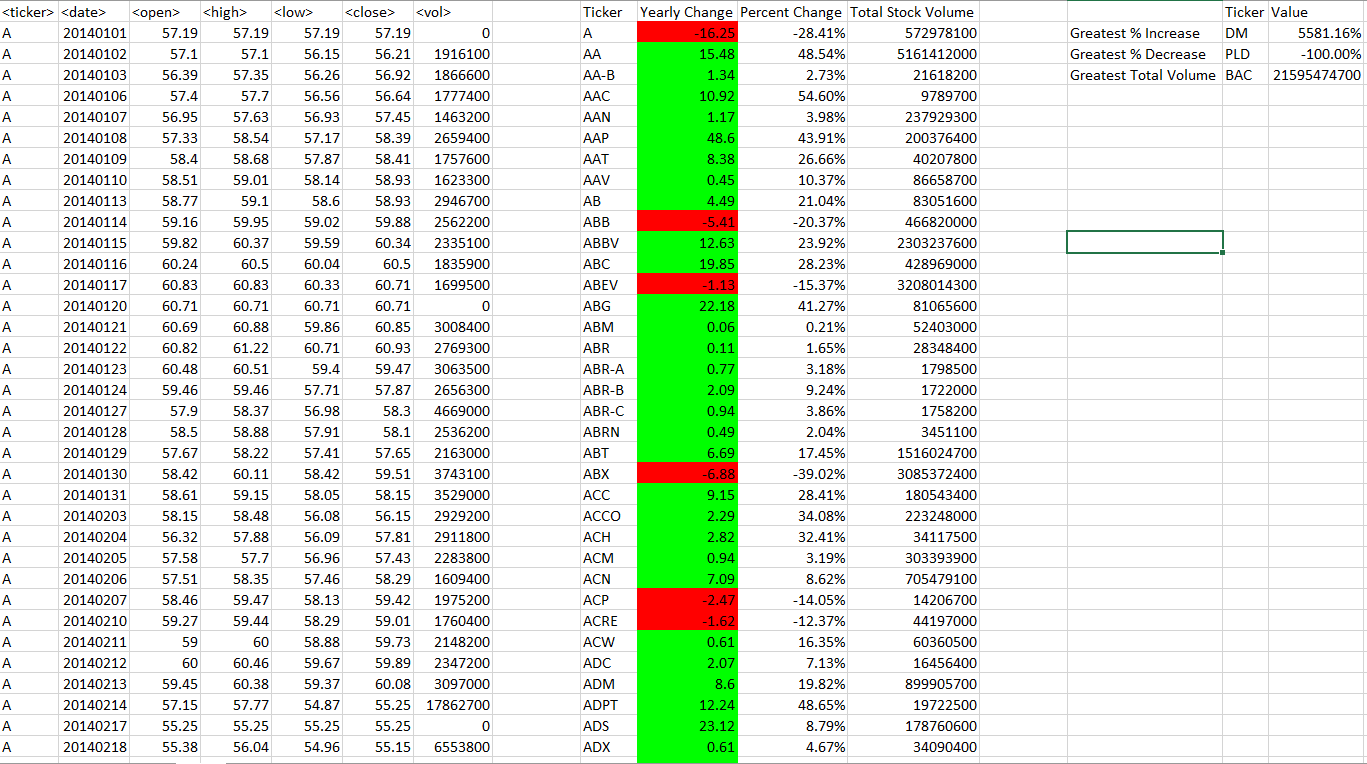 <ticker> <date> <open> <high> <low> <close> <vol> Ticker Yearly Change Percent Change Total Stock Volume Ticker Value
A 20140101 57.19 57.19 57.19 57.19 0 A -16.25 -28.41% 572978100 Greatest % Increase DM 5581.16%
A 20140102 57.1 57.1 56.15 56.21 1916100 AA 15.48 48.54% 5161412000 Greatest % Decrease PLD -100.00%
A 20140103 56.39 57.35 56.26 56.92 1866600 AA-B 1.34 2.73% 21618200 Greatest Total Volume BAC 21595474700
A 20140106 57.4 57.7 56.56 56.64 1777400 AAC 10.92 54.60% 9789700
A 20140107 56.95 57.63 56.93 57.45 1463200 AAN 1.17 3.98% 237929300
A 20140108 57.33 58.54 57.17 58.39 2659400 AAP 48.6 43.91% 200376400
A 20140109 58.4 58.68 57.87 58.41 1757600 AAT 8.38 26.66% 40207800
A 20140110 58.51 59.01 58.14 58.93 1623300 AAV 0.45 10.37% 86658700
A 20140113 58.77 59.1 58.6 58.93 2946700 AB 4.49 21.04% 83051600
A 20140114 59.16 59.95 59.02 59.88 2562200 ABB -5.41 -20.37% 466820000
A 20140115 59.82 60.37 59.59 60.34 2335100 ABBV 12.63 23.92% 2303237600
A 20140116 60.24 60.5 60.04 60.5 1835900 ABC 19.85 28.23% 428969000
A 20140117 60.83 60.83 60.33 60.71 1699500 ABEV -1.13 -15.37% 3208014300
A 20140120 60.71 60.71 60.71 60.71 0 ABG 22.18 41.27% 81065600
A 20140121 60.69 60.88 59.86 60.85 3008400 ABM 0.06 0.21% 52403000
A 20140122 60.82 61.22 60.71 60.93 2769300 ABR 0.11 1.65% 28348400
A 20140123 60.48 60.51 59.4 59.47 3063500 ABR-A 0.77 3.18% 1798500
A 20140124 59.46 59.46 57.71 57.87 2656300 ABR-B 2.09 9.24% 1722000
A 20140127 57.9 58.37 56.98 58.3 4669000 ABR-C 0.94 3.86% 1758200
A 20140128 58.5 58.88 57.91 58.1 2536200 ABRN 0.49 2.04% 3451100
A 20140129 57.67 58.22 57.41 57.65 2163000 ABT 6.69 17.45% 1516024700
A 20140130 58.42 60.11 58.42 59.51 3743100 ABX -6.88 -39.02% 3085372400
A 20140131 58.61 59.15 58.05 58.15 3529000 ACC 9.15 28.41% 180543400
A 20140203 58.15 58.48 56.08 56.15 2929200 ACCO 2.29 34.08% 223248000
A 20140204 56.32 57.88 56.09 57.81 2911800 ACH 2.82 32.41% 34117500
A 20140205 57.58 57.7 56.96 57.43 2283800 ACM 0.94 3.19% 303393900
A 20140206 57.51 58.35 57.46 58.29 1609400 ACN 7.09 8.62% 705479100
A 20140207 58.46 59.47 58.13 59.42 1975200 ACP -2.47 -14.05% 14206700
A 20140210 59.27 59.44 58.29 59.01 1760400 ACRE -1.62 -12.37% 44197000
A 20140211 59 60 58.88 59.73 2148200 ACW 0.61 16.35% 60360500
A 20140212 60 60.46 59.67 59.89 2347000 ADC 2.07 7.13% 16456400
A 20140213 59.45 60.38 59.37 60.08 3097000 ADM 8.6 19.82% 899905700
A 20140214 57.15 57.77 54.87 55.25 17862700 ADPT 12.24 48.65% 19722500
A 20140217 55.25 55.25 55.25 55.25 0 ADS 23.12 8.79% 178760600
A 20140218 55.38 56.04 54.96 55.15 6553800 ADX 0.61 4.67% 34090400